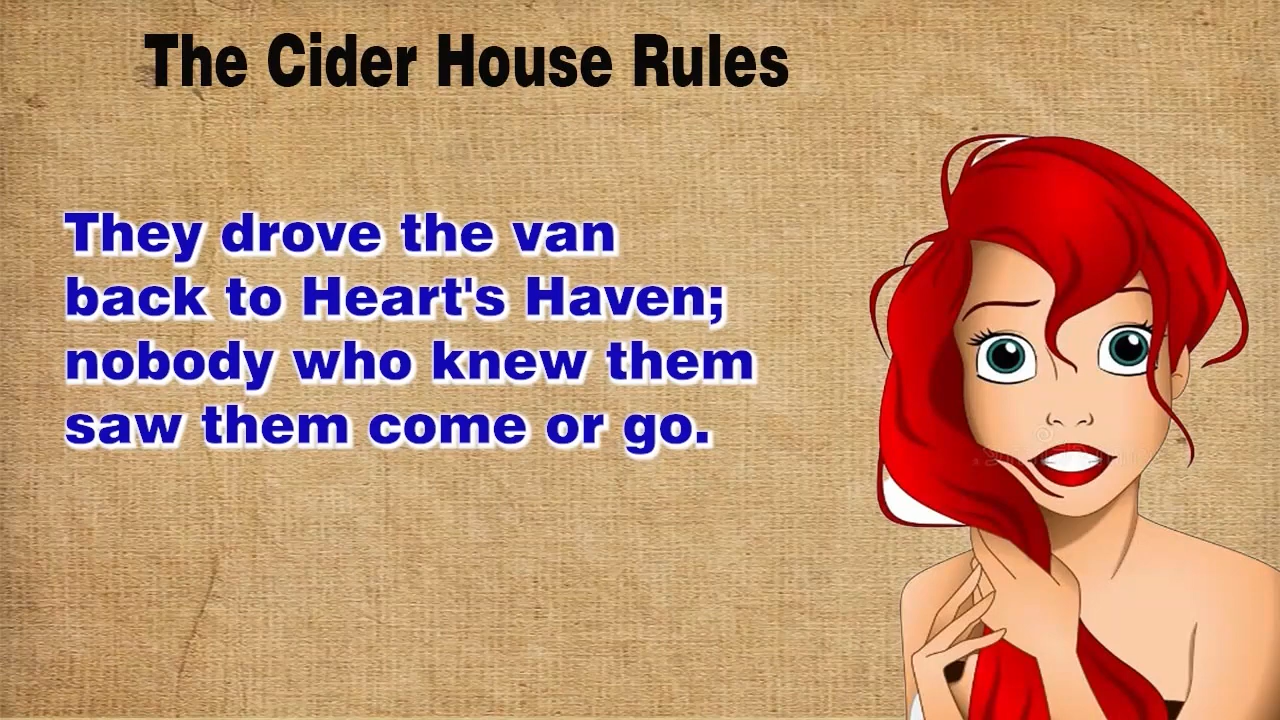 The Cider House Rules
They drove the van
back to Heart's Haven;
nobody who knew them
saw them come or go.